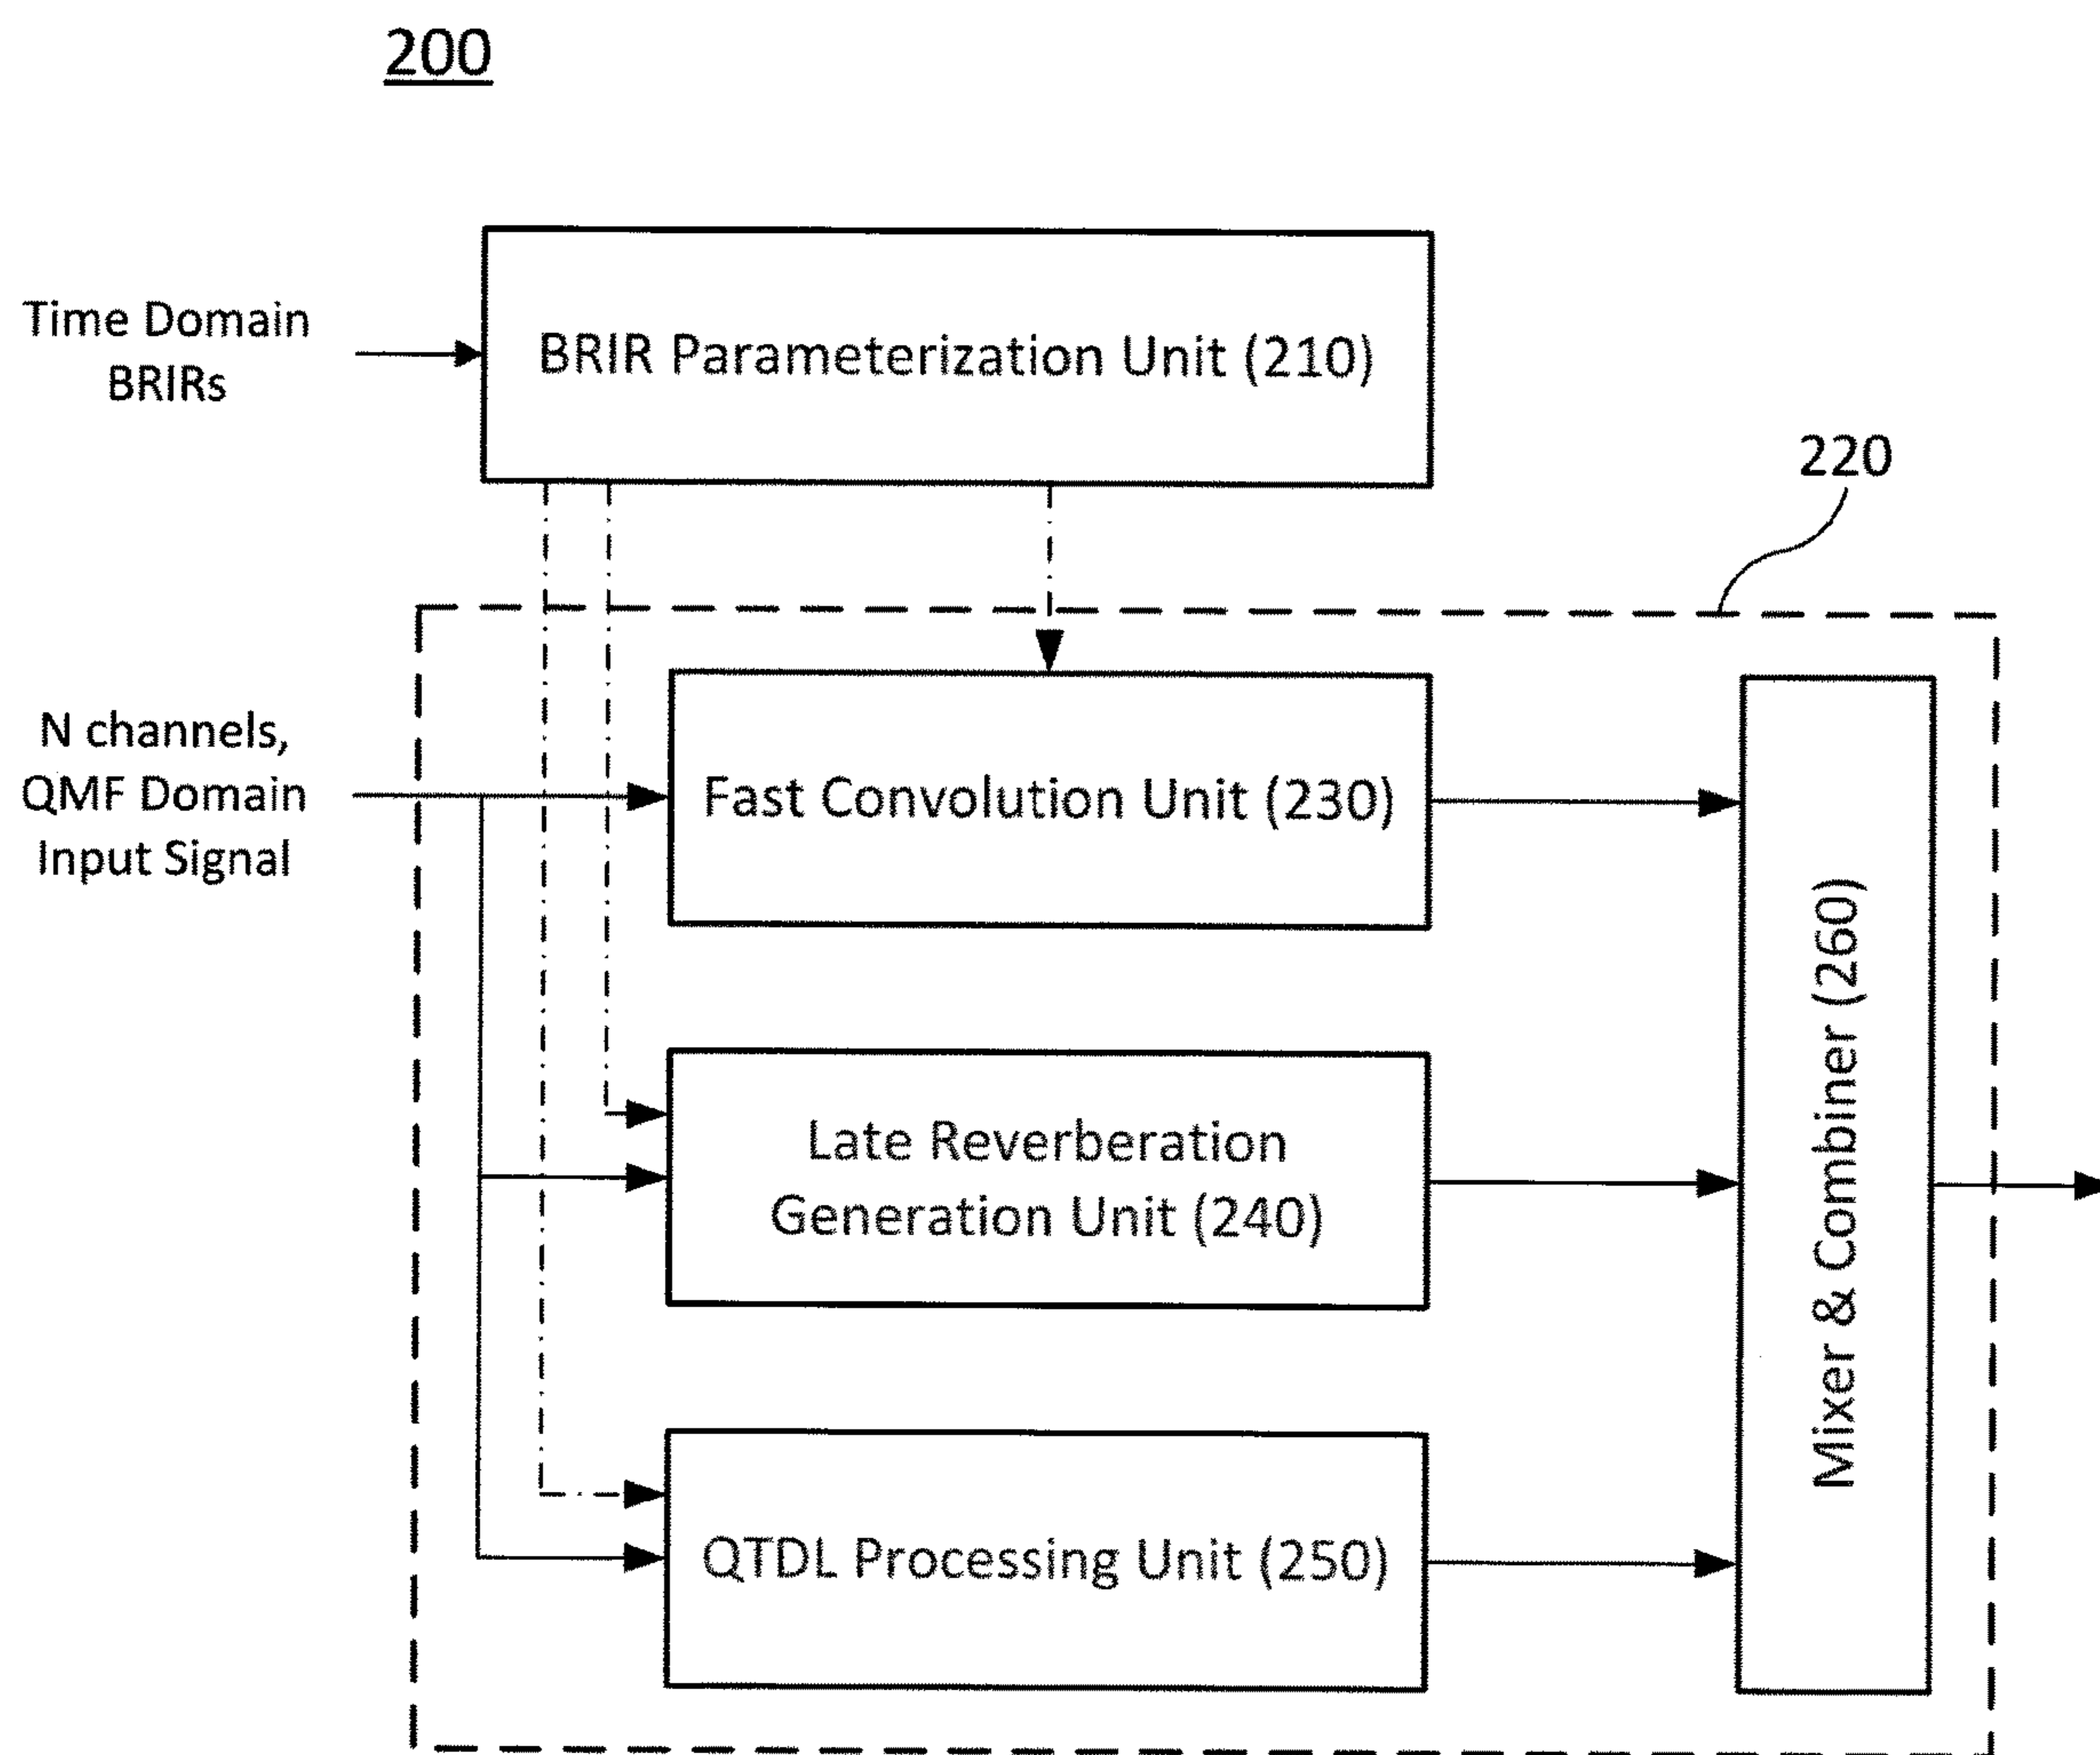 200
Time Domain
BRIRs
BRIR Parameterization Unit (210)
220
N channels,
QMF Domain
Input Signal
Fast Convolution Unit (230)
Late Reverberation
Generation Unit (240)
QTDL Processing Unit (250)
Mixer & Combiner (260)